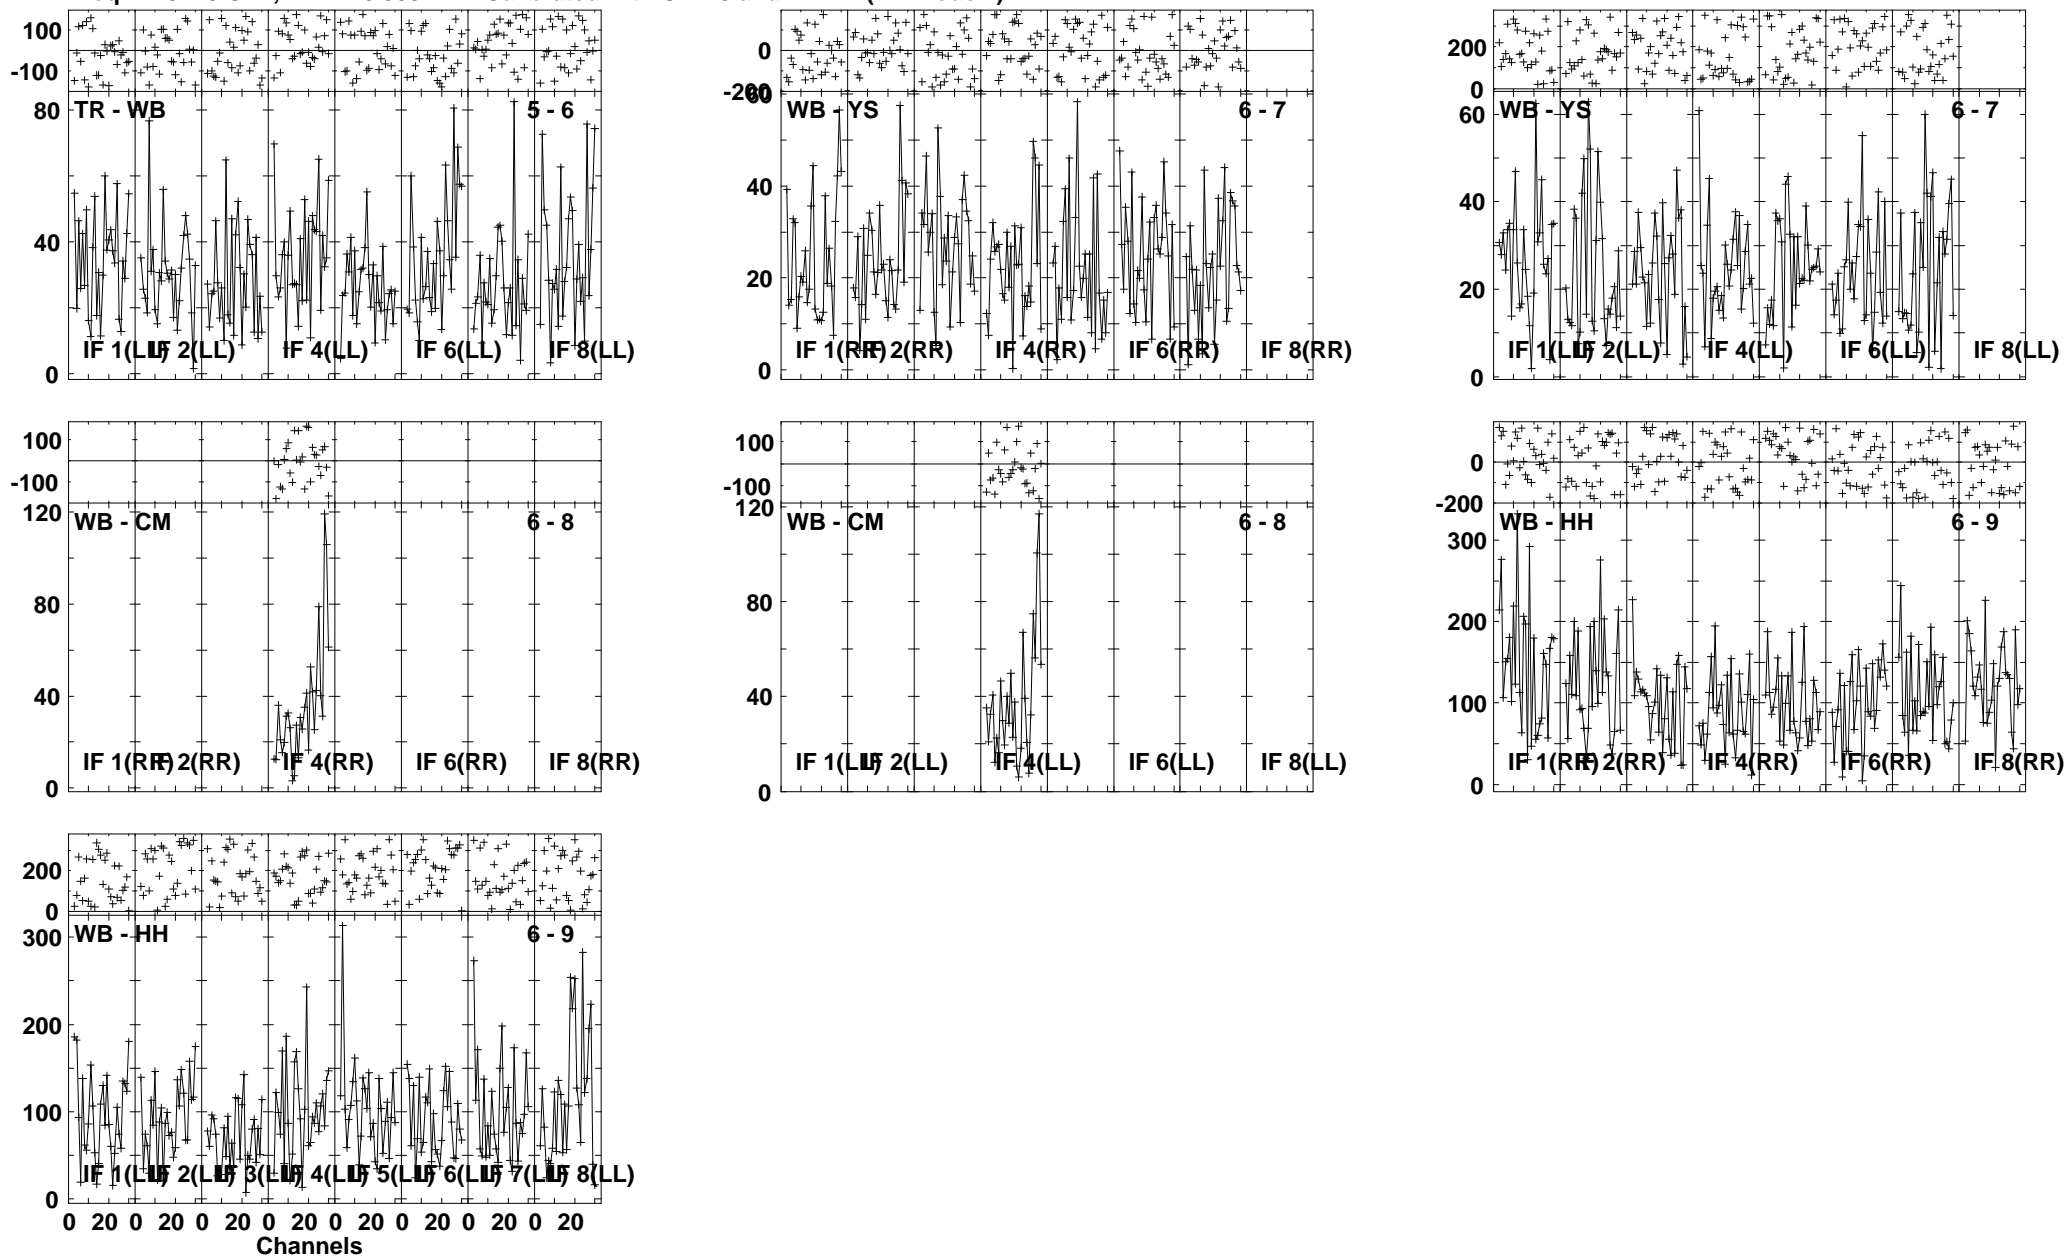 100
-100
TR - WB 5 - 6
80
40
0
IF 1(LL) IF 2(LL) IF 4(LL) IF 6(LL) IF 8(LL)
0
-200
WB - YS 6 - 7
60
40
20
0
IF 1(RR) IF 2(RR) IF 4(RR) IF 6(RR) IF 8(RR)
200
0
WB - YS 6 - 7
60
40
20
0
IF 1(LL) IF 2(LL) IF 4(LL) IF 6(LL) IF 8(LL)
100
-100
WB - CM 6 - 8
120
80
40
0
IF 1(RR) IF 2(RR) IF 4(RR) IF 6(RR) IF 8(RR)
100
-100
WB - CM 6 - 8
120
80
40
0
IF 1(LL) IF 2(LL) IF 4(LL) IF 6(LL) IF 8(LL)
0
-200
WB - HH 6 - 9
300
200
100
0
IF 1(RR) IF 2(RR) IF 4(RR) IF 6(RR) IF 8(RR)
200
0
WB - HH 6 - 9
300
200
100
0
IF 1(LL) IF 2(LL) IF 3(LL) IF 4(LL) IF 5(LL) IF 6(LL) IF 7(LL) IF 8(LL)
0 20 0 20 0 20 0 20 0 20 0 20 0 20 0 20
Channels